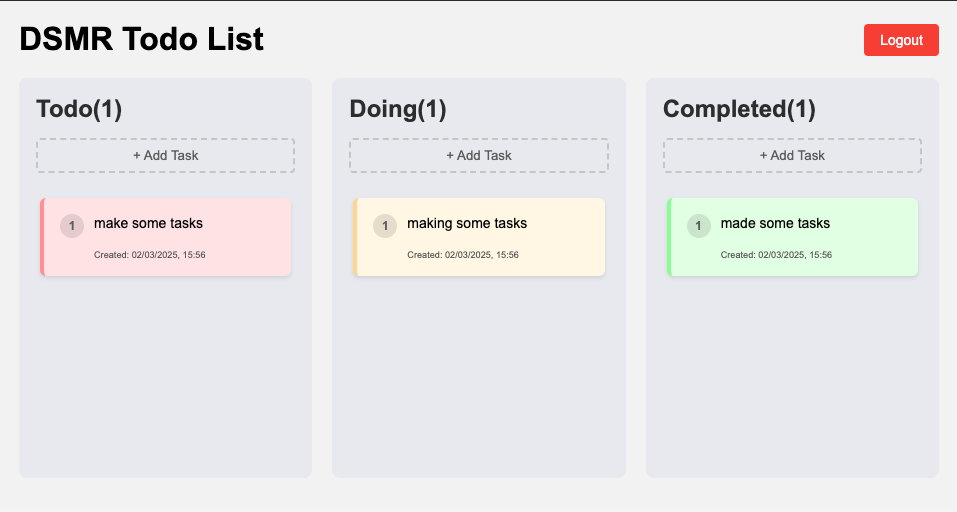 DSMR Todo List
Logout
Todo(1)
+ Add Task
1
make some tasks
Created: 02/03/2025, 15:56
Doing(1)
+ Add Task
1
making some tasks
Created: 02/03/2025, 15:56
Completed(1)
+ Add Task
1
made some tasks
Created: 02/03/2025, 15:56